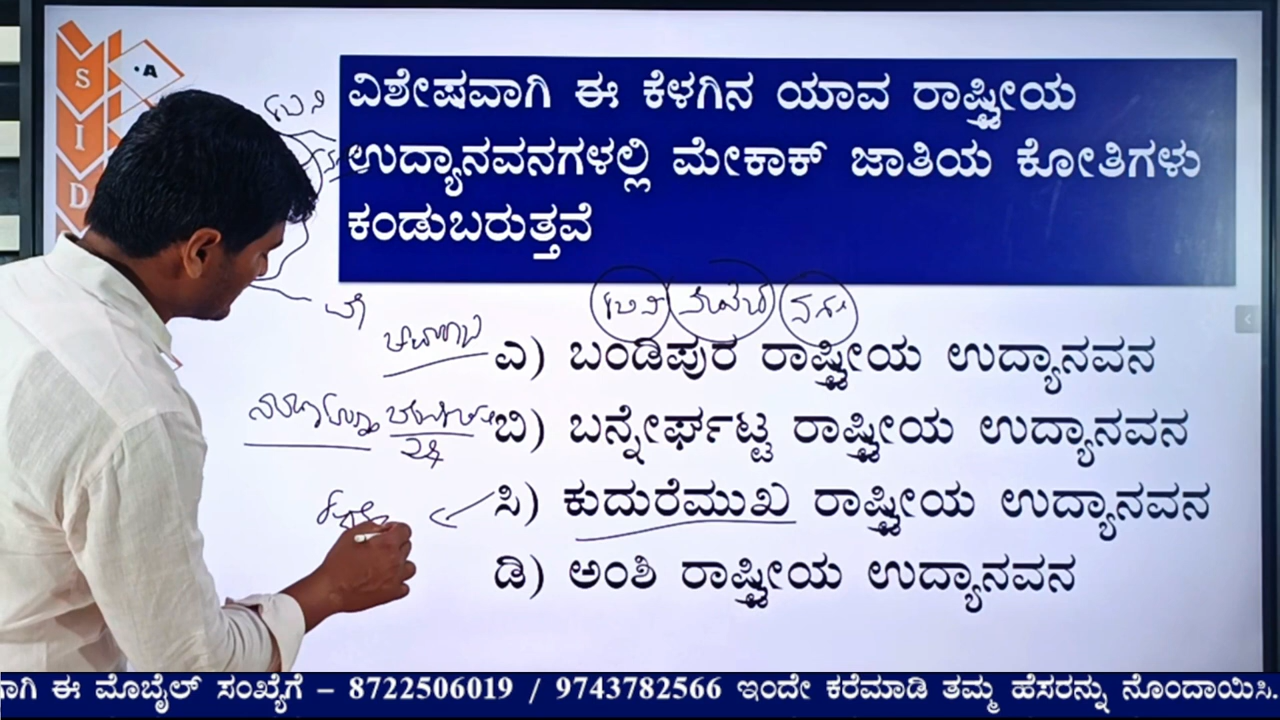 S
I
D
A
ವಿಶೇಷವಾಗಿ ಈ ಕೆಳಗಿನ ಯಾವ ರಾಷ್ಟ್ರೀಯ
ಉದ್ಯಾನವನಗಳಲ್ಲಿ ಮೇಕಾಕ್ ಜಾತಿಯ ಕೋತಿಗಳು
ಕಂಡುಬರುತ್ತವೆ
ಎ) ಬಂಡಿಪುರ ರಾಷ್ಟ್ರೀಯ ಉದ್ಯಾನವನ
ಬಿ) ಬನ್ನೇರ್ಘಟ್ಟ ರಾಷ್ಟ್ರೀಯ ಉದ್ಯಾನವನ
ಸಿ) ಕುದುರೆಮುಖ ರಾಷ್ಟ್ರೀಯ ಉದ್ಯಾನವನ
ಡಿ) ಅಂಶಿ ರಾಷ್ಟ್ರೀಯ ಉದ್ಯಾನವನ
ಈ ಮೊಬೈಲ್ ಸಂಖ್ಯೆಗೆ – 8722506019 / 9743782566 ಇಂದೇ ಕರೆಮಾಡಿ ತಮ್ಮ ಹೆಸರನ್ನು ನೊಂದಾಯಿಸಿ.